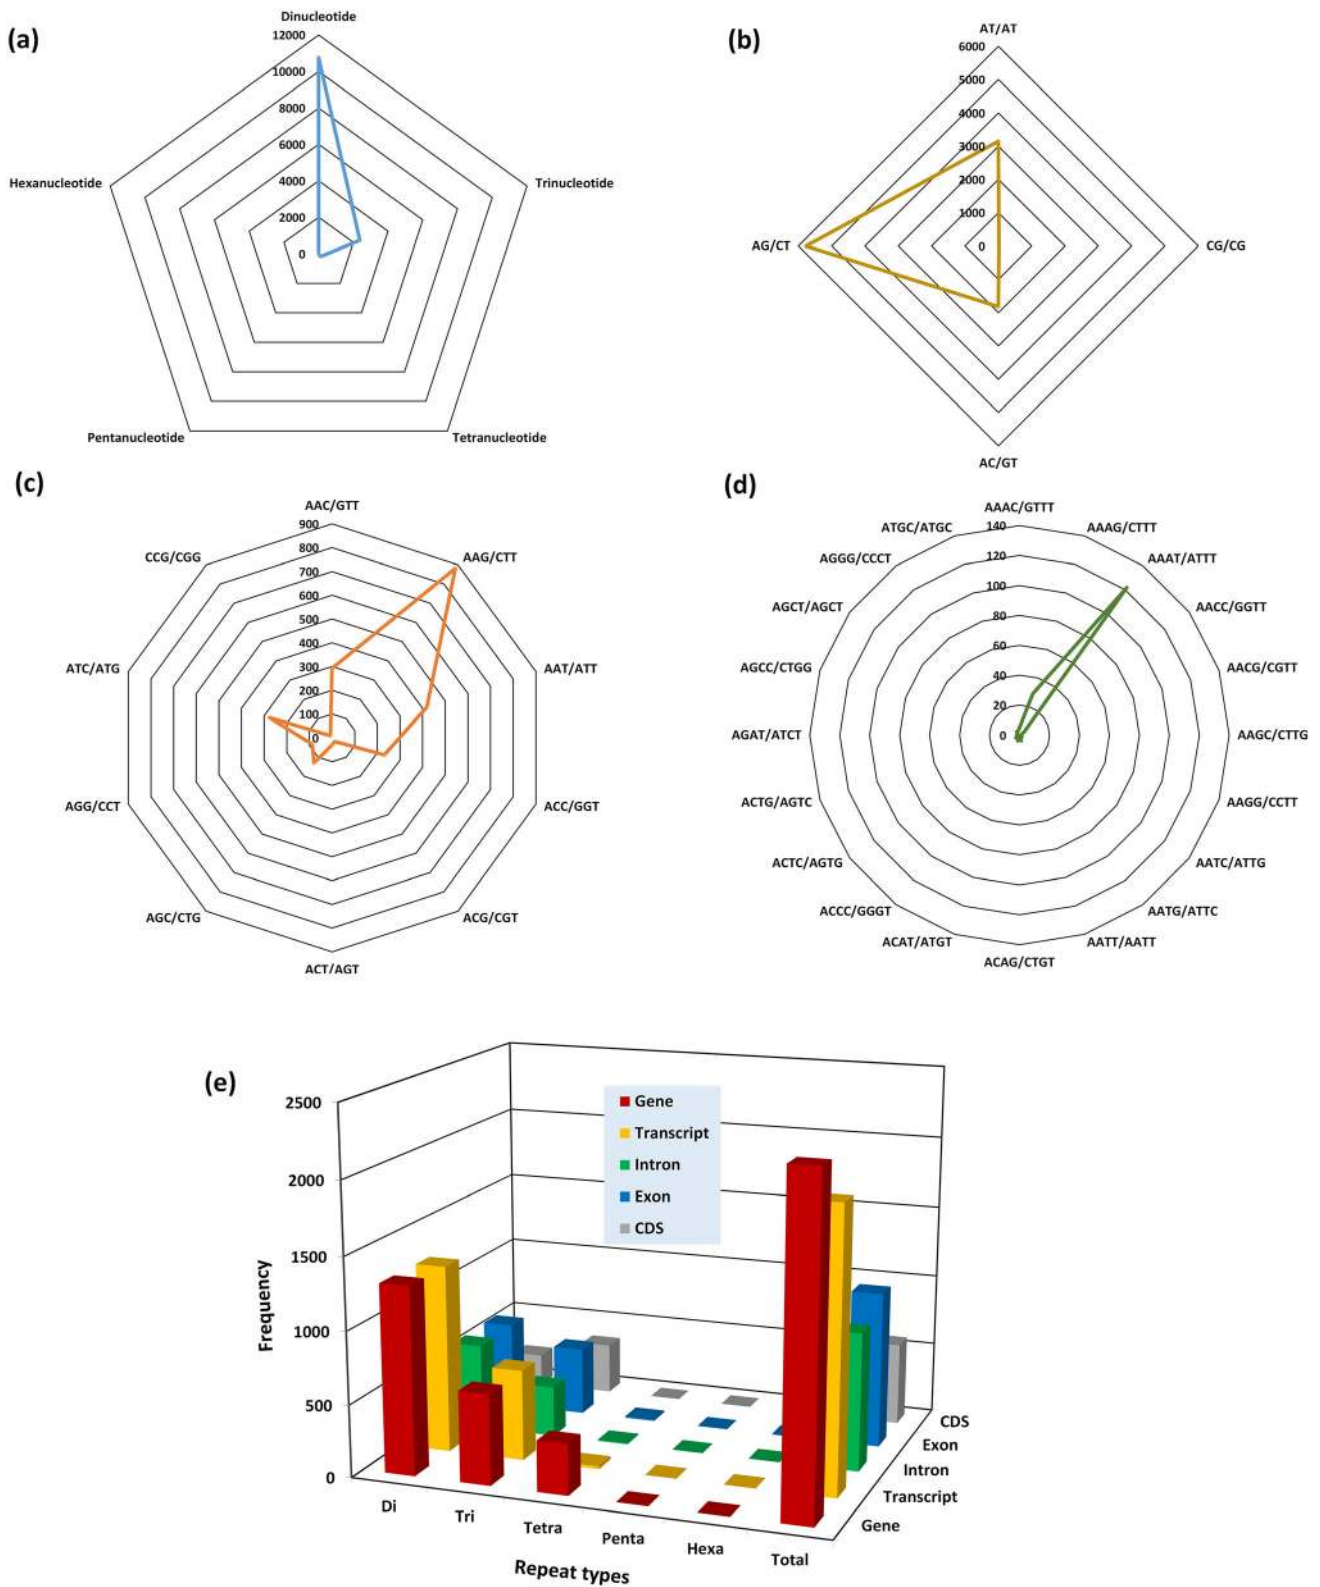 (a)
Dinucleotide
12000
10000
8000
6000
4000
2000
0
Hexanucleotide
Trinucleotide
Pentanucleotide
Tetranucleotide
(b)
AT/AT
6000
5000
4000
3000
2000
1000
0
AG/CT
CG/CG
AC/GT
(c)
AAC/GTT
900
800
700
600
500
400
300
200
100
0
CCG/CGG
AAG/CTT
ATC/ATG
AAT/ATT
AGG/CCT
ACC/GGT
AGC/CTG
ACG/CGT
ACT/AGT
(d)
AAAC/GTTT
140
120
100
80
60
40
20
0
ATGC/ATGC
AAAG/CTTT
AGGG/CCCT
AAAT/ATTT
AGCT/AGCT
AACC/GGTT
AGCC/CTGG
AACG/CGTT
AGAT/ATCT
AAGC/CTTG
ACTG/AGTC
AAGG/CCTT
ACTC/AGTG
AATC/ATTG
ACCC/GGGT
AATG/ATTC
ACAT/ATGT
AATT/AATT
ACAG/CTGT
(e)
2500
2000
1500
1000
500
0
Frequency
Gene
Transcript
Intron
Exon
CDS
CDS
Exon
Intron
Transcript
Gene
Di
Tri
Tetra
Penta
Hexa
Total
Repeat types